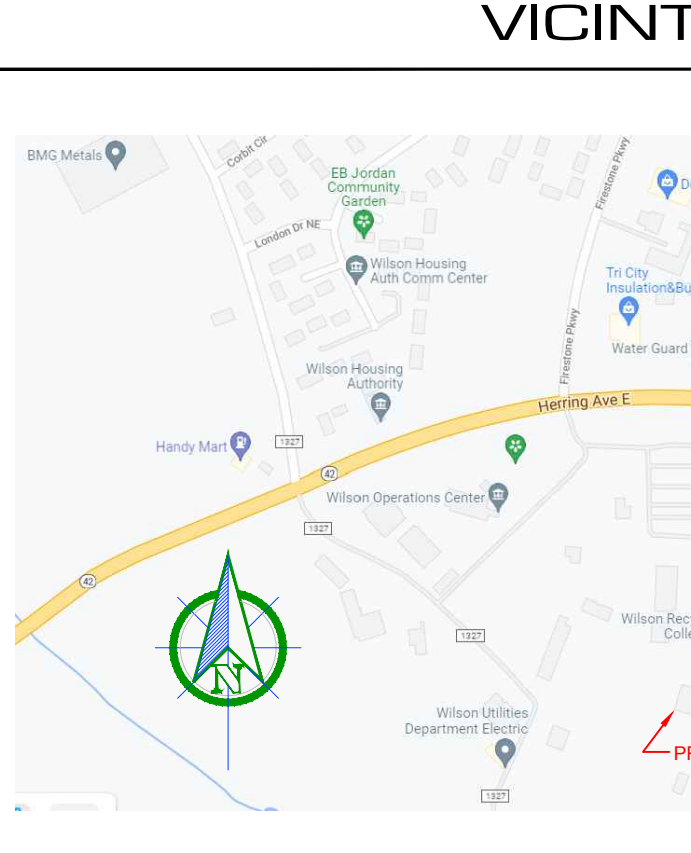 VICINT
BMG Metals
Corbit Cir
EB Jordan
Community
Garden
Firestone Pkwy
London Dr NE
Wilson Housing
Auth Comm Center
Tri City
Insulation&Bu
Firestone Pkwy
Water Guard
Wilson Housing
Authority
Herring Ave E
Handy Mart
1327
42
Wilson Operations Center
1327
42
1327
Wilson Recy
Colle
N
Wilson Utilities
Department Electric
PR
1327